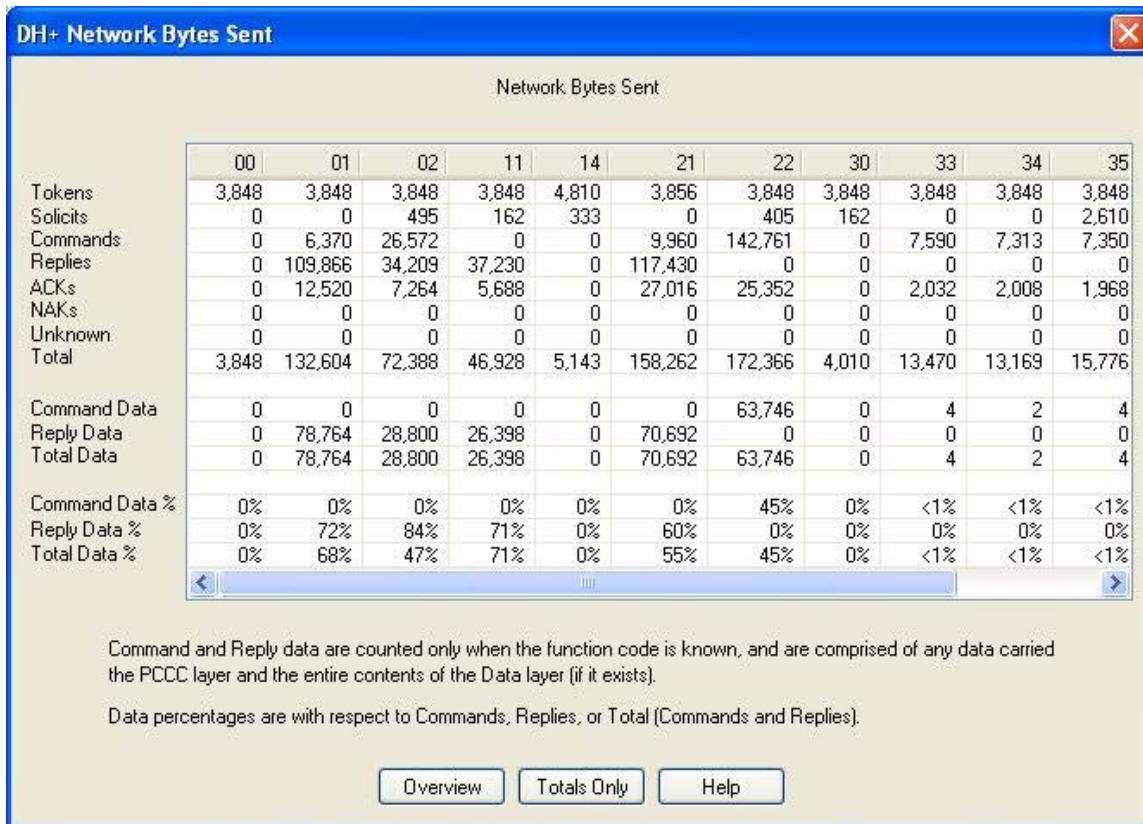 DH+ Network Bytes Sent
Network Bytes Sent
00 01 02 11 14 21 22 30 33 34 35
Tokens 3,848 3,848 3,848 3,848 4,810 3,856 3,848 3,848 3,848 3,848 3,848
Solicits 0 0 495 162 333 0 405 162 0 0 2,610
Commands 0 6,370 26,572 0 0 9,960 142,761 0 7,590 7,313 7,350
Replies 0 109,866 34,209 37,230 0 117,430 0 0 0 0 0
ACKs 0 12,520 7,264 5,688 0 27,016 25,352 0 2,032 2,008 1,968
NAKs 0 0 0 0 0 0 0 0 0 0 0
Unknown 0 0 0 0 0 0 0 0 0 0 0
Total 3,848 132,604 72,388 46,928 5,143 158,262 172,366 4,010 13,470 13,169 15,776
Command Data 0 0 0 0 0 0 63,746 0 4 2 4
Reply Data 0 78,764 28,800 26,398 0 70,692 0 0 0 0 0
Total Data 0 78,764 28,800 26,398 0 70,692 63,746 0 4 2 4
Command Data % 0% 0% 0% 0% 0% 0% 45% 0% <1% <1% <1%
Reply Data % 0% 72% 84% 71% 0% 60% 0% 0% 0% 0% 0%
Total Data % 0% 68% 47% 71% 0% 55% 45% 0% <1% <1% <1%
Command and Reply data are counted only when the function code is known, and are comprised of any data carried
the PCCC layer and the entire contents of the Data layer (if it exists).
Data percentages are with respect to Commands, Replies, or Total (Commands and Replies).
Overview Totals Only Help